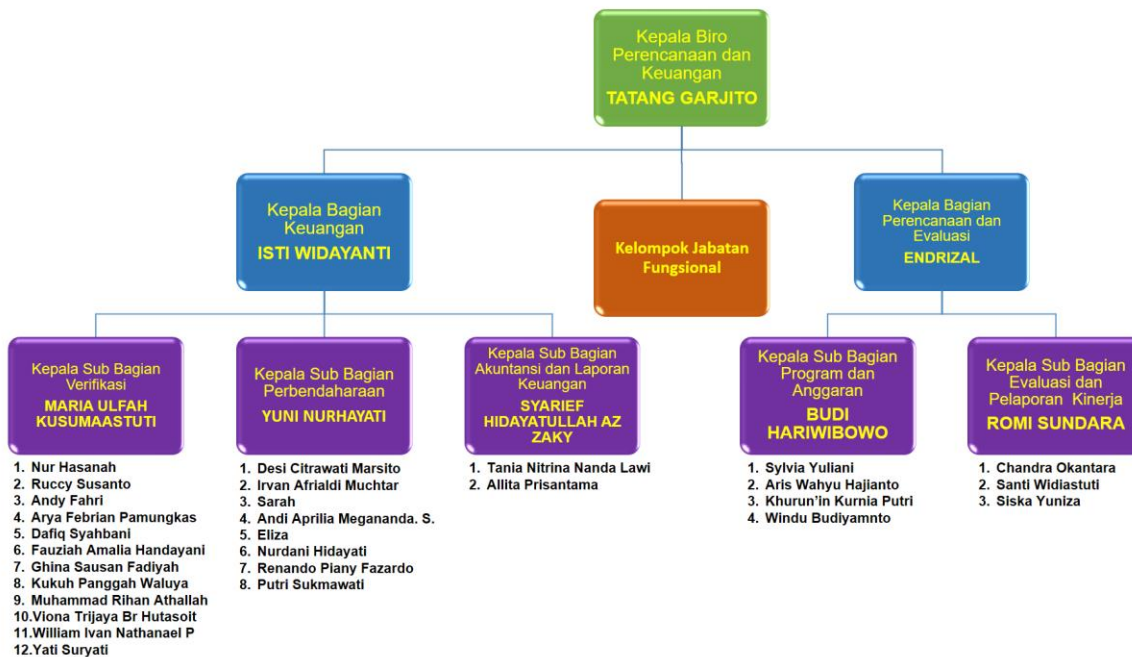 Kepala Biro
Perencanaan dan
Keuangan
TATANG GARJITO
Kepala Bagian
Keuangan
ISTI WIDAYANTI
Kelompok Jabatan
Fungsional
Kepala Bagian
Perencanaan dan
Evaluasi
ENDRIZAL
Kepala Sub Bagian
Verifikasi
MARIA ULFAH
KUSUMAASTUTI
1. Nur Hasanah
2. Ruccy Susanto
3. Andy Fahri
4. Arya Febrian Pamungkas
5. Dafiq Syahbani
6. Fauziah Amalia Handayani
7. Ghina Sausan Fadiyah
8. Kukuh Panggah Waluya
9. Muhammad Rihan Athallah
10.Viona Trijaya Br Hutasoit
11.William Ivan Nathanael P
12.Yati Suryati
Kepala Sub Bagian
Perbendaharaan
YUNI NURHAYATI
1. Desi Citrawati Marsito
2. Irvan Afrialdi Muchtar
3. Sarah
4. Andi Aprilia Megananda. S.
5. Eliza
6. Nurdani Hidayati
7. Renando Piany Fazardo
8. Putri Sukmawati
Kepala Sub Bagian
Akuntansi dan Laporan
Keuangan
SYARIEF
HIDAYATULLAH AZ
ZAKY
1. Tania Nitrina Nanda Lawi
2. Allita Prisantama
Kepala Sub Bagian
Program dan
Anggaran
BUDI
HARIWIBOWO
1. Sylvia Yuliani
2. Aris Wahyu Hajianto
3. Khurun'in Kurnia Putri
4. Windu Budiyamnto
Kepala Sub Bagian
Evaluasi dan
Pelaporan Kinerja
ROMI SUNDARA
1. Chandra Okantara
2. Santi Widiastuti
3. Siska Yuniza